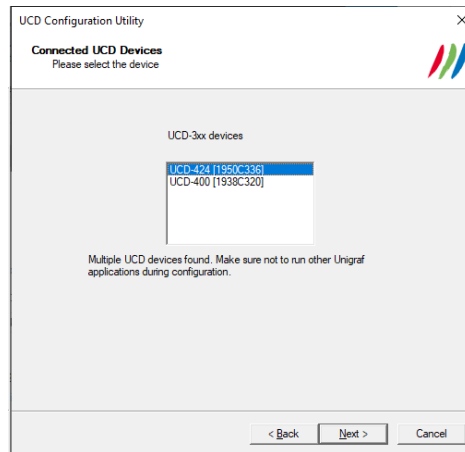 UCD Configuration Utility
Connected UCD Devices
Please select the device
UCD-3xx devices
UCD-424 [1950C336]
UCD-400 [1938C320]
Multiple UCD devices found. Make sure not to run other Unigraf
applications during configuration.
< Back
Next >
Cancel